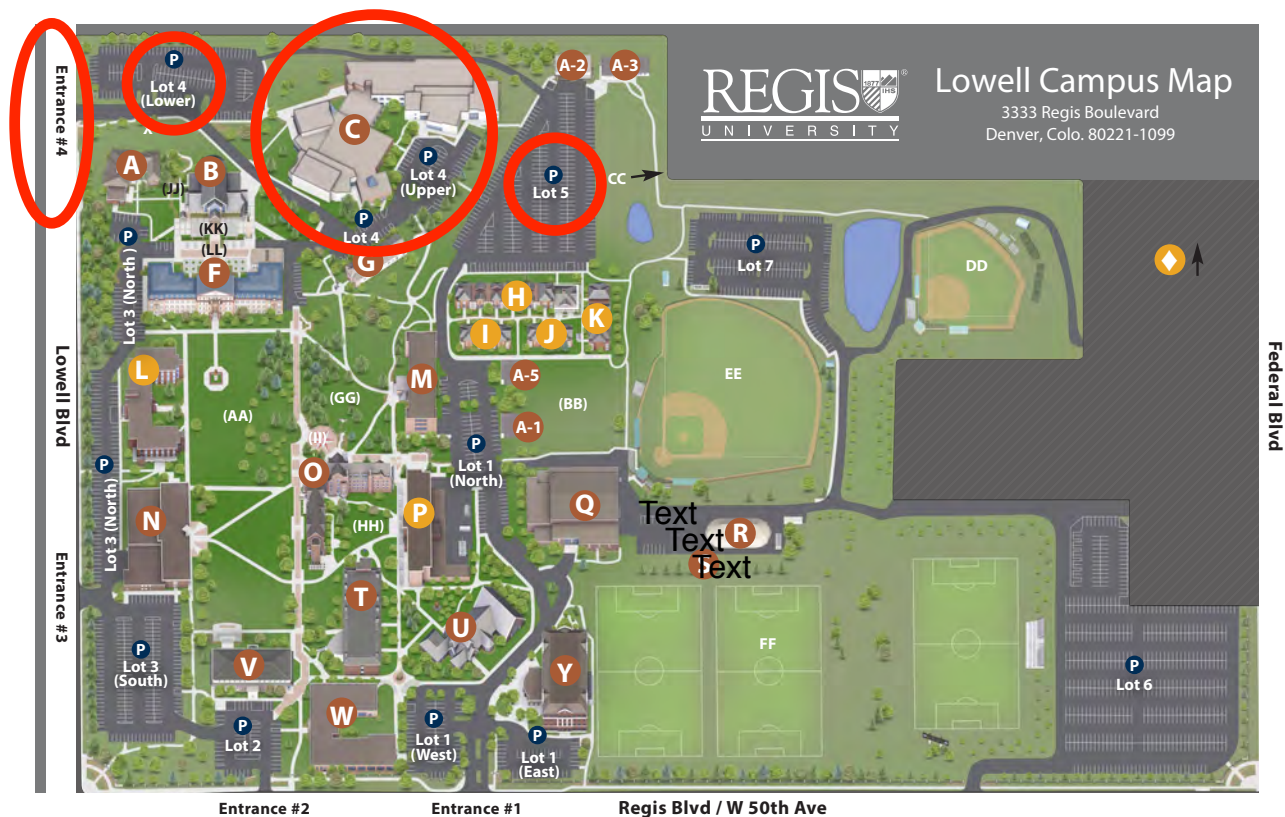 REGIS
1877
IHS
®
UNIVERSITY
Lowell Campus Map
3333 Regis Boulevard
Denver, Colo. 80221-1099
Entrance #4
P
Lot 4
(Lower)
X
A
B
(JJ)
C
P
Lot 4
(Upper)
P
Lot 4
A-2
A-3
P
Lot 5
CC
(KK)
(LL)
F
G
P
Lot 3 (North)
P
Lot 7
DD
H
I
J
K
L
M
A-5
A-1
(BB)
EE
(AA)
(GG)
(II)
Lowell Blvd
Federal Blvd
P
Lot 3 (North)
P
Lot 1
(North)
N
O
P
(HH)
Q
Text
Text
Text
R
S
Entrance #3
T
U
V
W
Y
FF
P
Lot 3
(South)
P
Lot 2
P
Lot 1
(West)
P
Lot 1
(East)
P
Lot 6
Entrance #2
Entrance #1
Regis Blvd / W 50th Ave